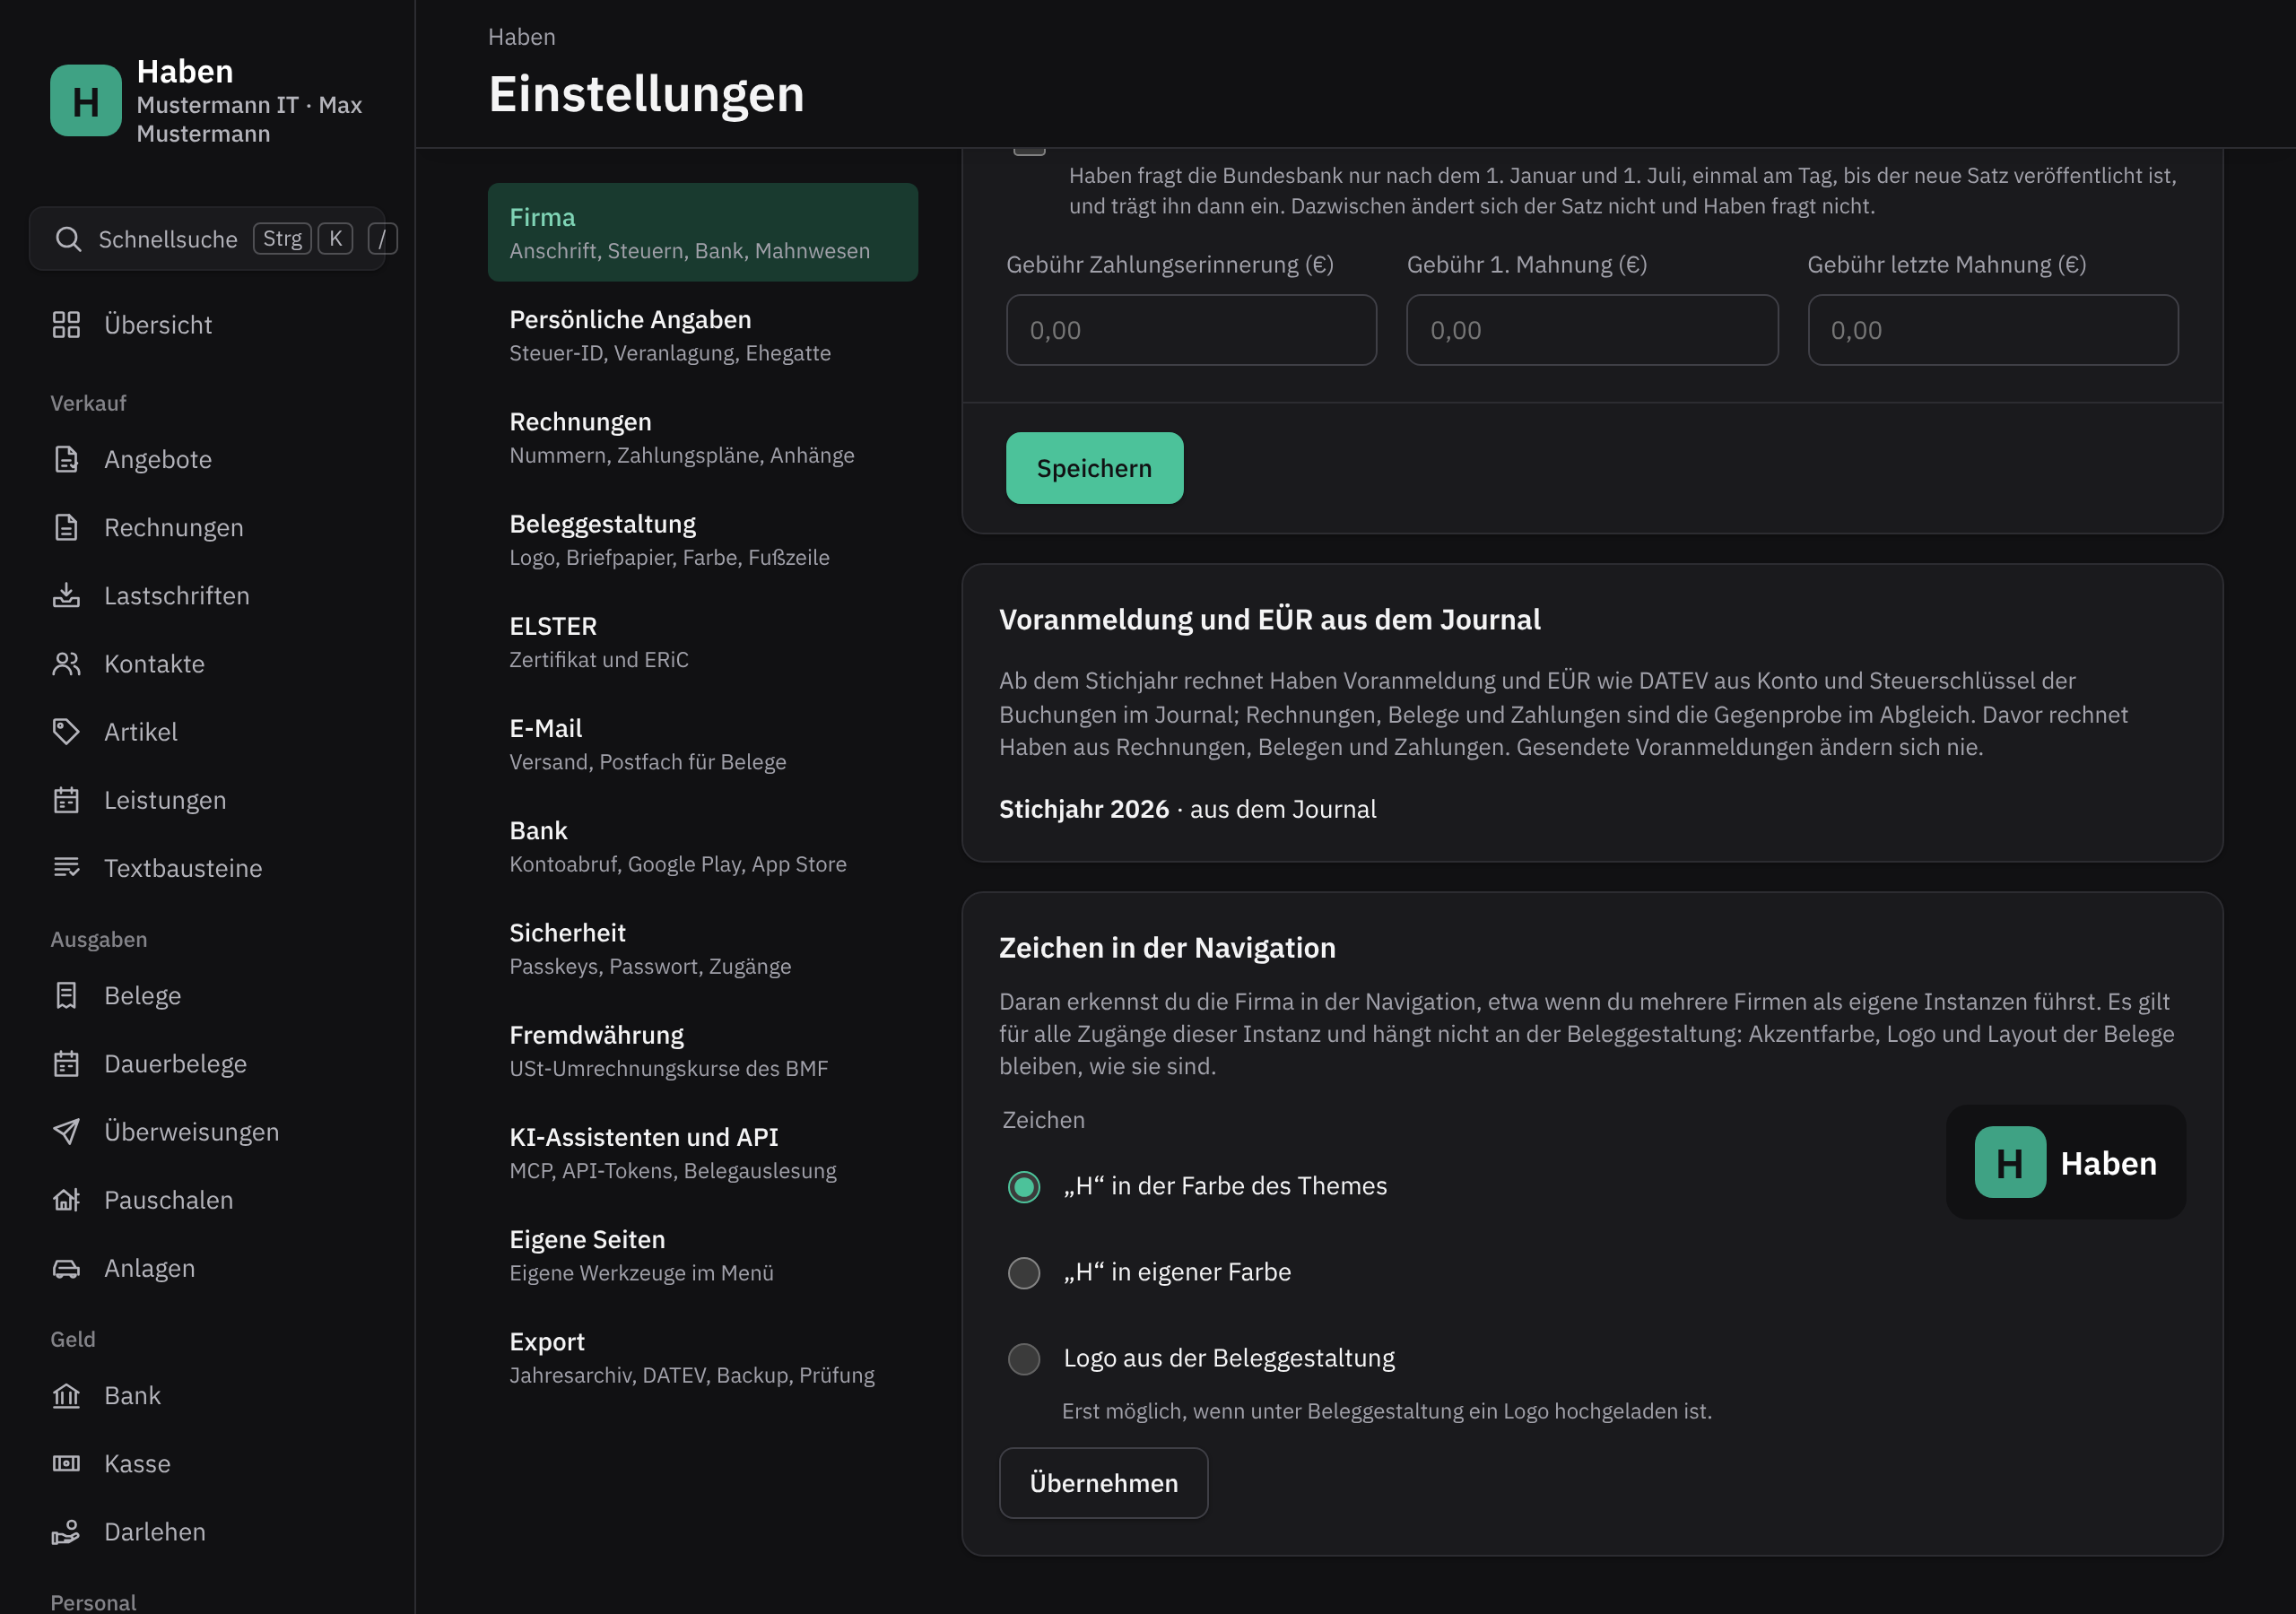 H
Haben
Mustermann IT · Max
Mustermann
Schnellsuche Strg K /
Übersicht
Verkauf
Angebote
Rechnungen
Lastschriften
Kontakte
Artikel
Leistungen
Textbausteine
Ausgaben
Belege
Dauerbelege
Überweisungen
Pauschalen
Anlagen
Geld
Bank
Kasse
Darlehen
Personal
Haben
Einstellungen
Firma
Anschrift, Steuern, Bank, Mahnwesen
Persönliche Angaben
Steuer-ID, Veranlagung, Ehegatte
Rechnungen
Nummern, Zahlungspläne, Anhänge
Beleggestaltung
Logo, Briefpapier, Farbe, Fußzeile
ELSTER
Zertifikat und ERiC
E-Mail
Versand, Postfach für Belege
Bank
Kontoabruf, Google Play, App Store
Sicherheit
Passkeys, Passwort, Zugänge
Fremdwährung
USt-Umrechnungskurse des BMF
KI-Assistenten und API
MCP, API-Tokens, Belegauslesung
Eigene Seiten
Eigene Werkzeuge im Menü
Export
Jahresarchiv, DATEV, Backup, Prüfung
Haben fragt die Bundesbank nur nach dem 1. Januar und 1. Juli, einmal am Tag, bis der neue Satz veröffentlicht ist,
und trägt ihn dann ein. Dazwischen ändert sich der Satz nicht und Haben fragt nicht.
Gebühr Zahlungserinnerung (€) Gebühr 1. Mahnung (€) Gebühr letzte Mahnung (€)
0,00 0,00 0,00
Speichern
Voranmeldung und EÜR aus dem Journal
Ab dem Stichjahr rechnet Haben Voranmeldung und EÜR wie DATEV aus Konto und Steuerschlüssel der
Buchungen im Journal; Rechnungen, Belege und Zahlungen sind die Gegenprobe im Abgleich. Davor rechnet
Haben aus Rechnungen, Belegen und Zahlungen. Gesendete Voranmeldungen ändern sich nie.
Stichjahr 2026 · aus dem Journal
Zeichen in der Navigation
Daran erkennst du die Firma in der Navigation, etwa wenn du mehrere Firmen als eigene Instanzen führst. Es gilt
für alle Zugänge dieser Instanz und hängt nicht an der Beleggestaltung: Akzentfarbe, Logo und Layout der Belege
bleiben, wie sie sind.
Zeichen
„H“ in der Farbe des Themes
„H“ in eigener Farbe
Logo aus der Beleggestaltung
Erst möglich, wenn unter Beleggestaltung ein Logo hochgeladen ist.
H Haben
Übernehmen